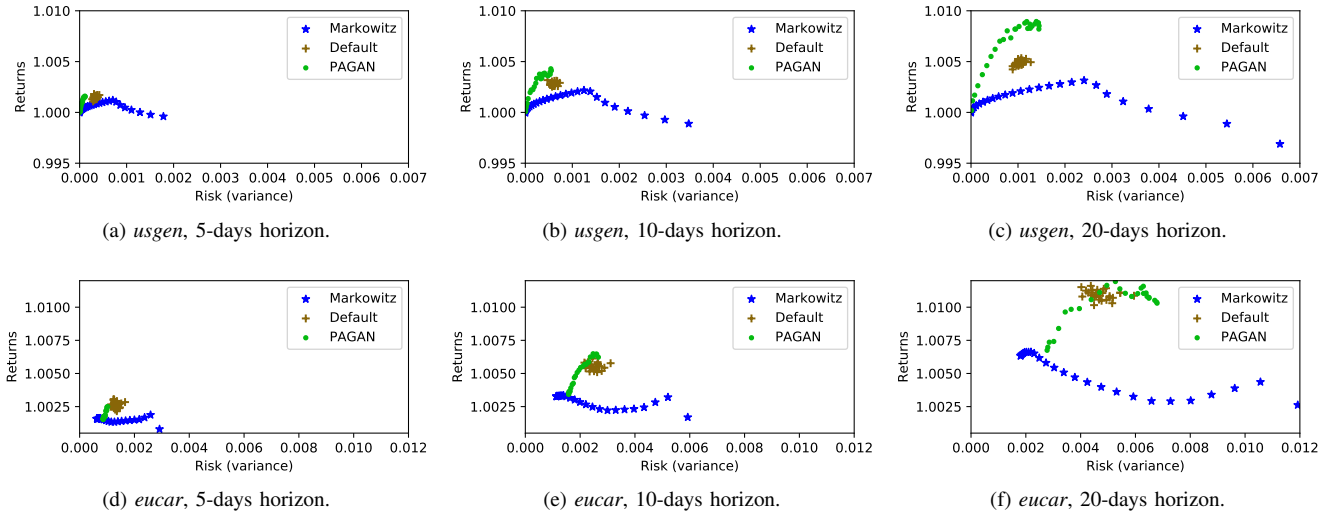 1.010
1.005
1.000
0.995
Returns
0.000 0.001 0.002 0.003 0.004 0.005 0.006 0.007
Risk (variance)
Markowitz
Default
PAGAN
(a) usgen, 5-days horizon.
1.010
1.005
1.000
0.995
Returns
0.000 0.001 0.002 0.003 0.004 0.005 0.006 0.007
Risk (variance)
Markowitz
Default
PAGAN
(b) usgen, 10-days horizon.
1.010
1.005
1.000
0.995
Returns
0.000 0.001 0.002 0.003 0.004 0.005 0.006 0.007
Risk (variance)
Markowitz
Default
PAGAN
(c) usgen, 20-days horizon.
1.0100
1.0075
1.0050
1.0025
Returns
0.000 0.002 0.004 0.006 0.008 0.010 0.012
Risk (variance)
Markowitz
Default
PAGAN
(d) eucar, 5-days horizon.
1.0100
1.0075
1.0050
1.0025
Returns
0.000 0.002 0.004 0.006 0.008 0.010 0.012
Risk (variance)
Markowitz
Default
PAGAN
(e) eucar, 10-days horizon.
1.0100
1.0075
1.0050
1.0025
Returns
0.000 0.002 0.004 0.006 0.008 0.010 0.012
Risk (variance)
Markowitz
Default
PAGAN
(f) eucar, 20-days horizon.